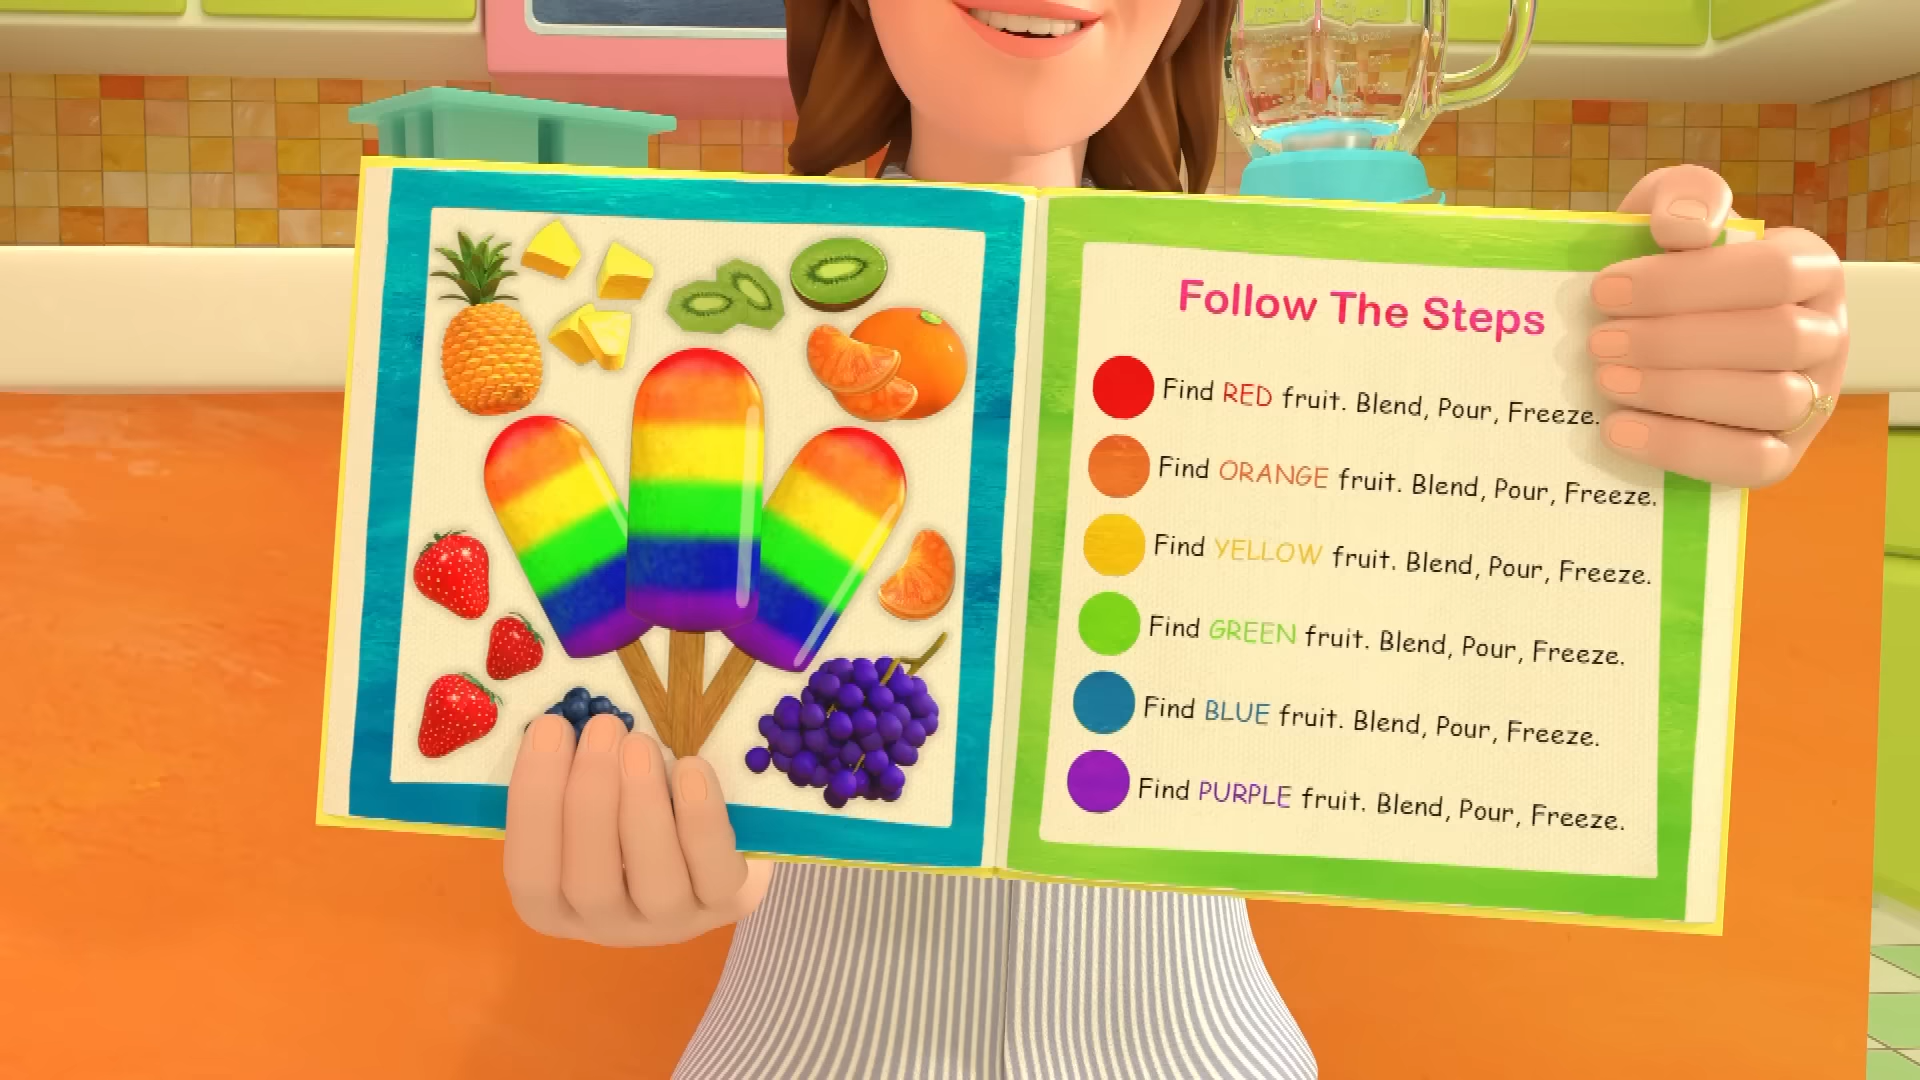 Follow The Steps
Find RED fruit. Blend, Pour, Freeze.
Find ORANGE fruit. Blend, Pour, Freeze.
Find YELLOW fruit. Blend, Pour, Freeze.
Find GREEN fruit. Blend, Pour, Freeze.
Find BLUE fruit. Blend, Pour, Freeze.
Find PURPLE fruit. Blend, Pour, Freeze.